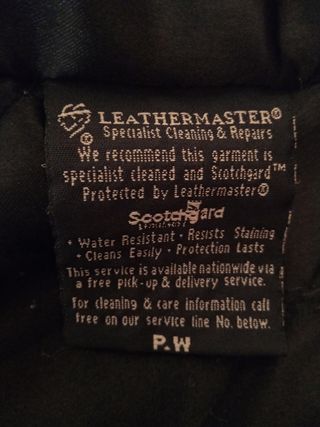 LEATHERMASTER®
Specialist Cleaning & Repairs
We recommend this garment is
specialist cleaned and Scotchgard™
Protected by Leathermaster®
Scotchgard
• Water Resistant • Resists Staining
• Cleans Easily • Protection Lasts
This service is available nationwide via
a free pick-up & delivery service.
For cleaning & care information call
free on our service line No. below.
P.W